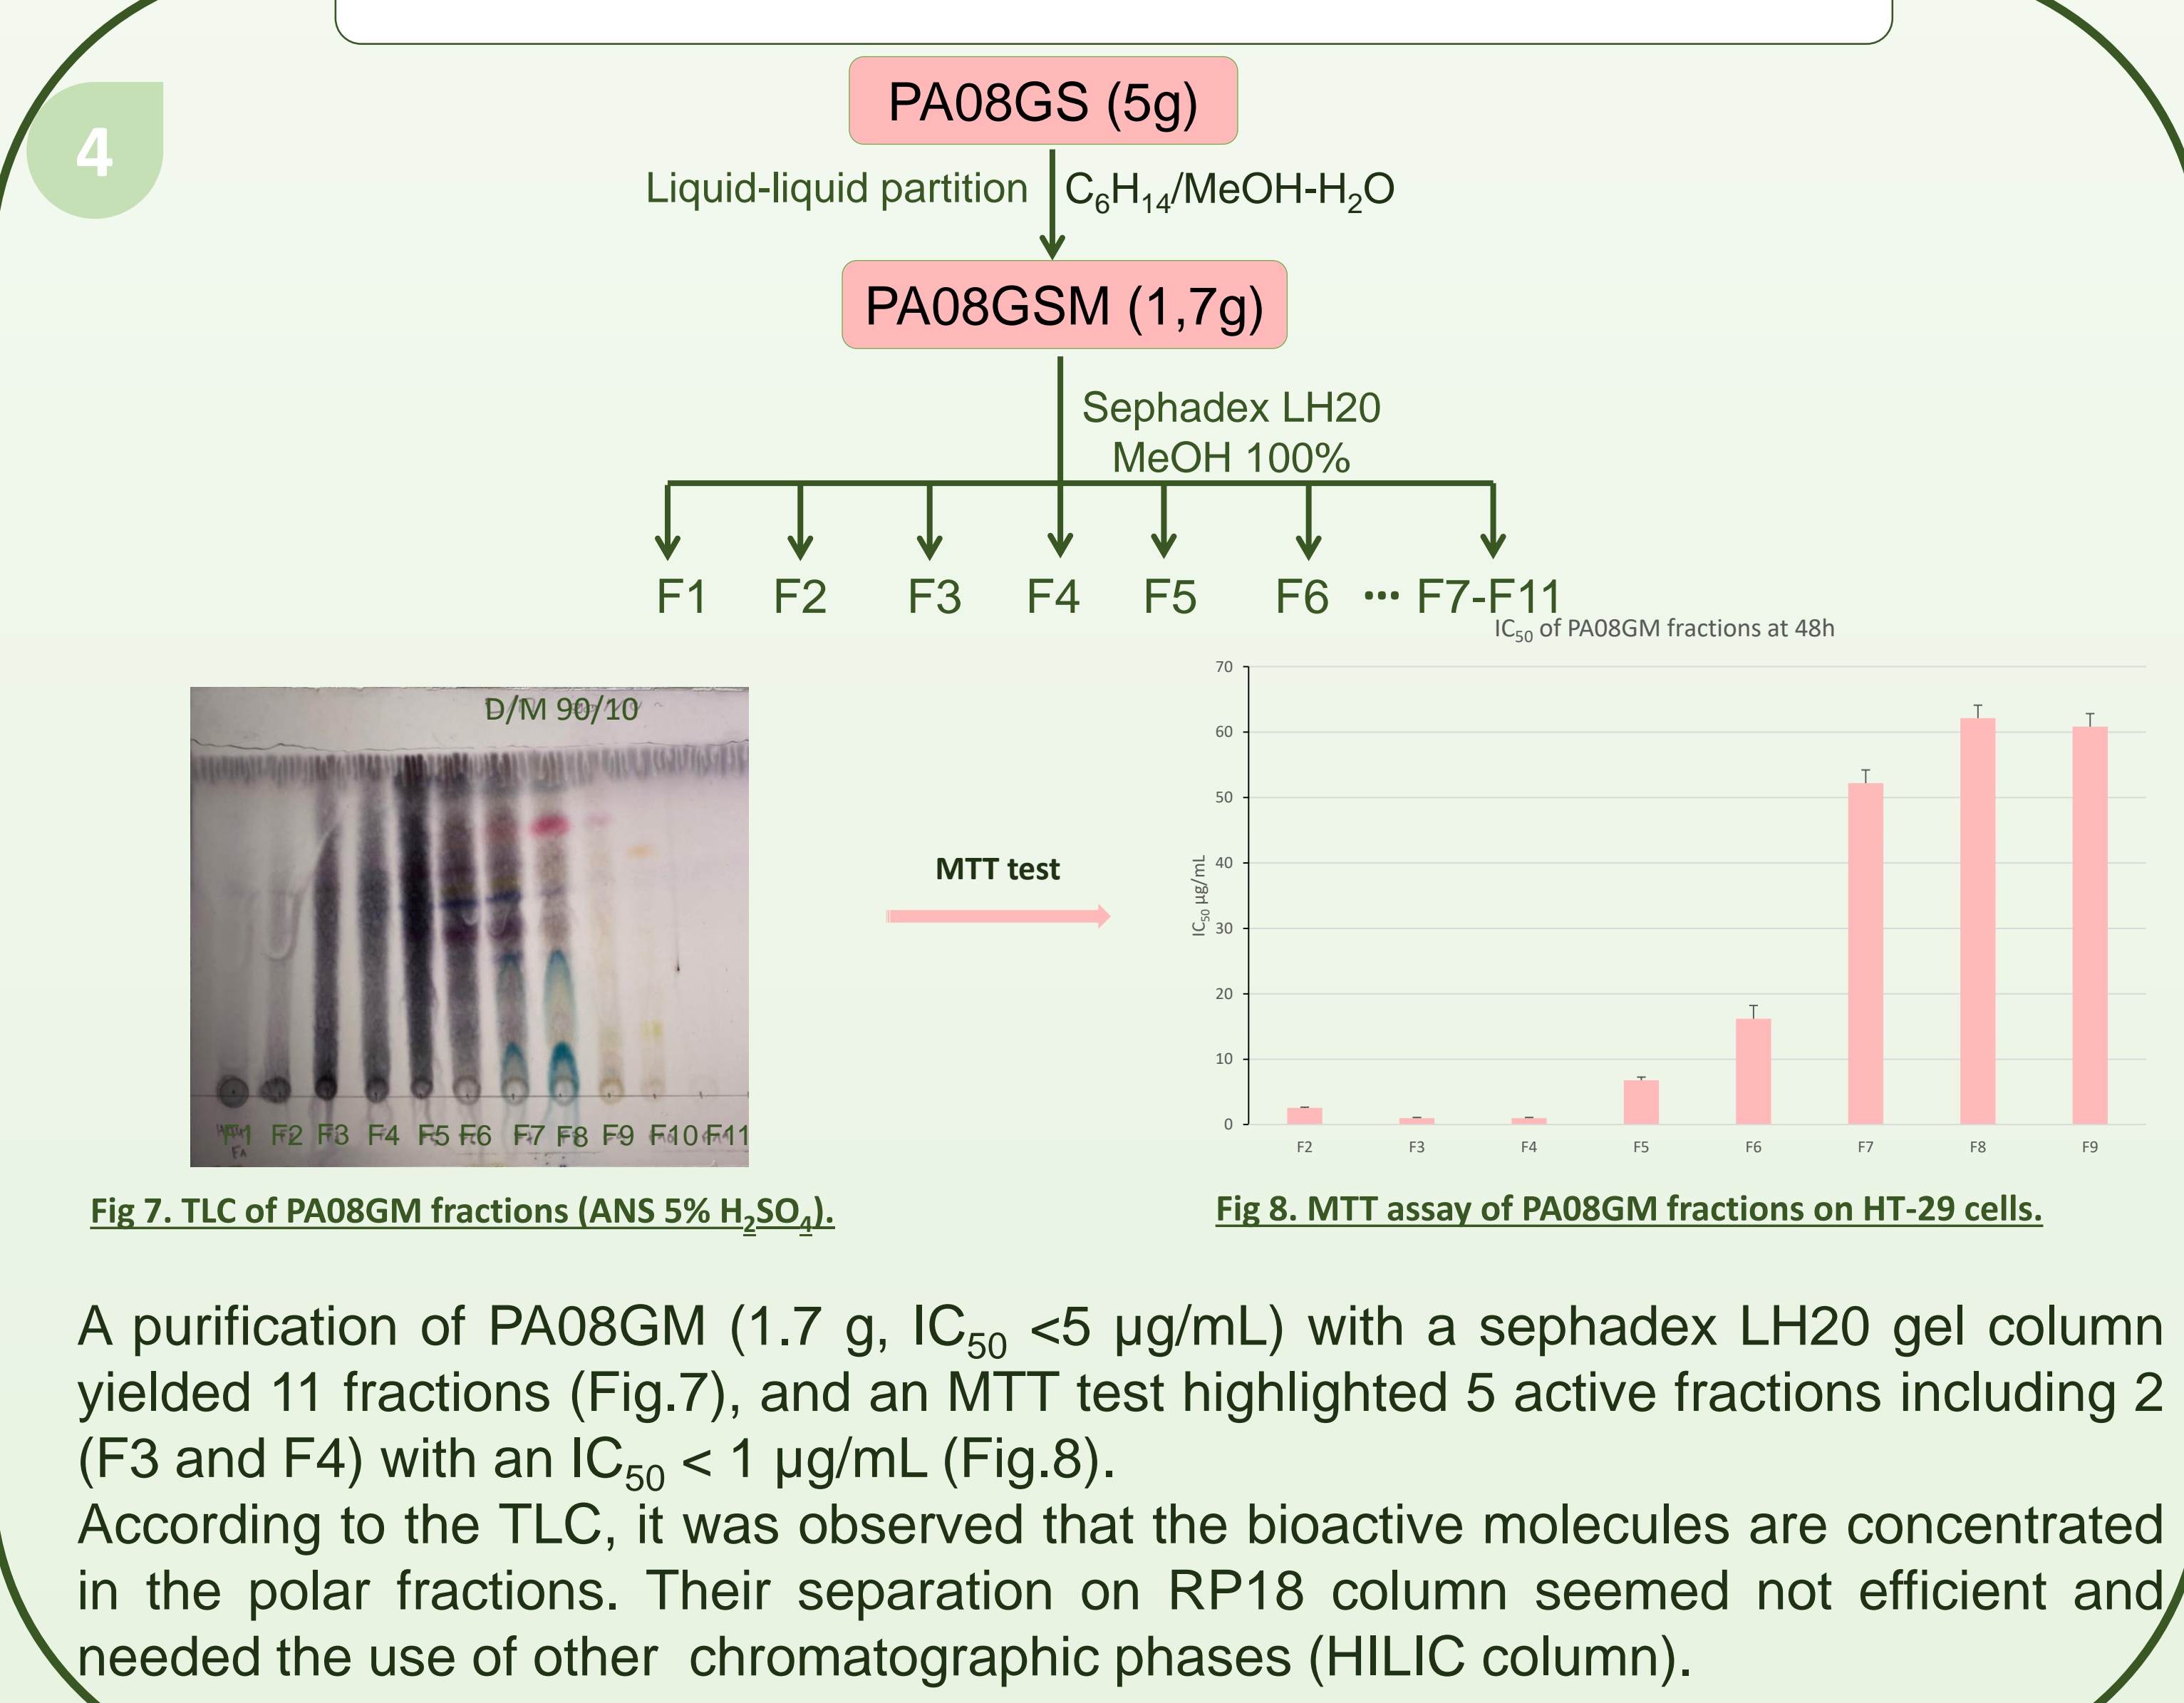 4
PA08GS (5g)
Liquid-liquid partition C₆H₁₄/MeOH-H₂O
PA08GSM (1,7g)
Sephadex LH20
MeOH 100%
F1 F2 F3 F4 F5 F6 ... F7-F11
IC₅₀ of PA08GM fractions at 48h
D/M 90/10
F1 F2 F3 F4 F5 F6 F7 F8 F9 F10 F11
MTT test
IC₅₀ µg/mL
70
60
50
40
30
20
10
0
F2 F3 F4 F5 F6 F7 F8 F9
Fig 7. TLC of PA08GM fractions (ANS 5% H₂SO₄).
Fig 8. MTT assay of PA08GM fractions on HT-29 cells.
A purification of PA08GM (1.7 g, IC₅₀ <5 µg/mL) with a sephadex LH20 gel column
yielded 11 fractions (Fig.7), and an MTT test highlighted 5 active fractions including 2
(F3 and F4) with an IC₅₀ < 1 µg/mL (Fig.8).
According to the TLC, it was observed that the bioactive molecules are concentrated
in the polar fractions. Their separation on RP18 column seemed not efficient and
needed the use of other chromatographic phases (HILIC column).